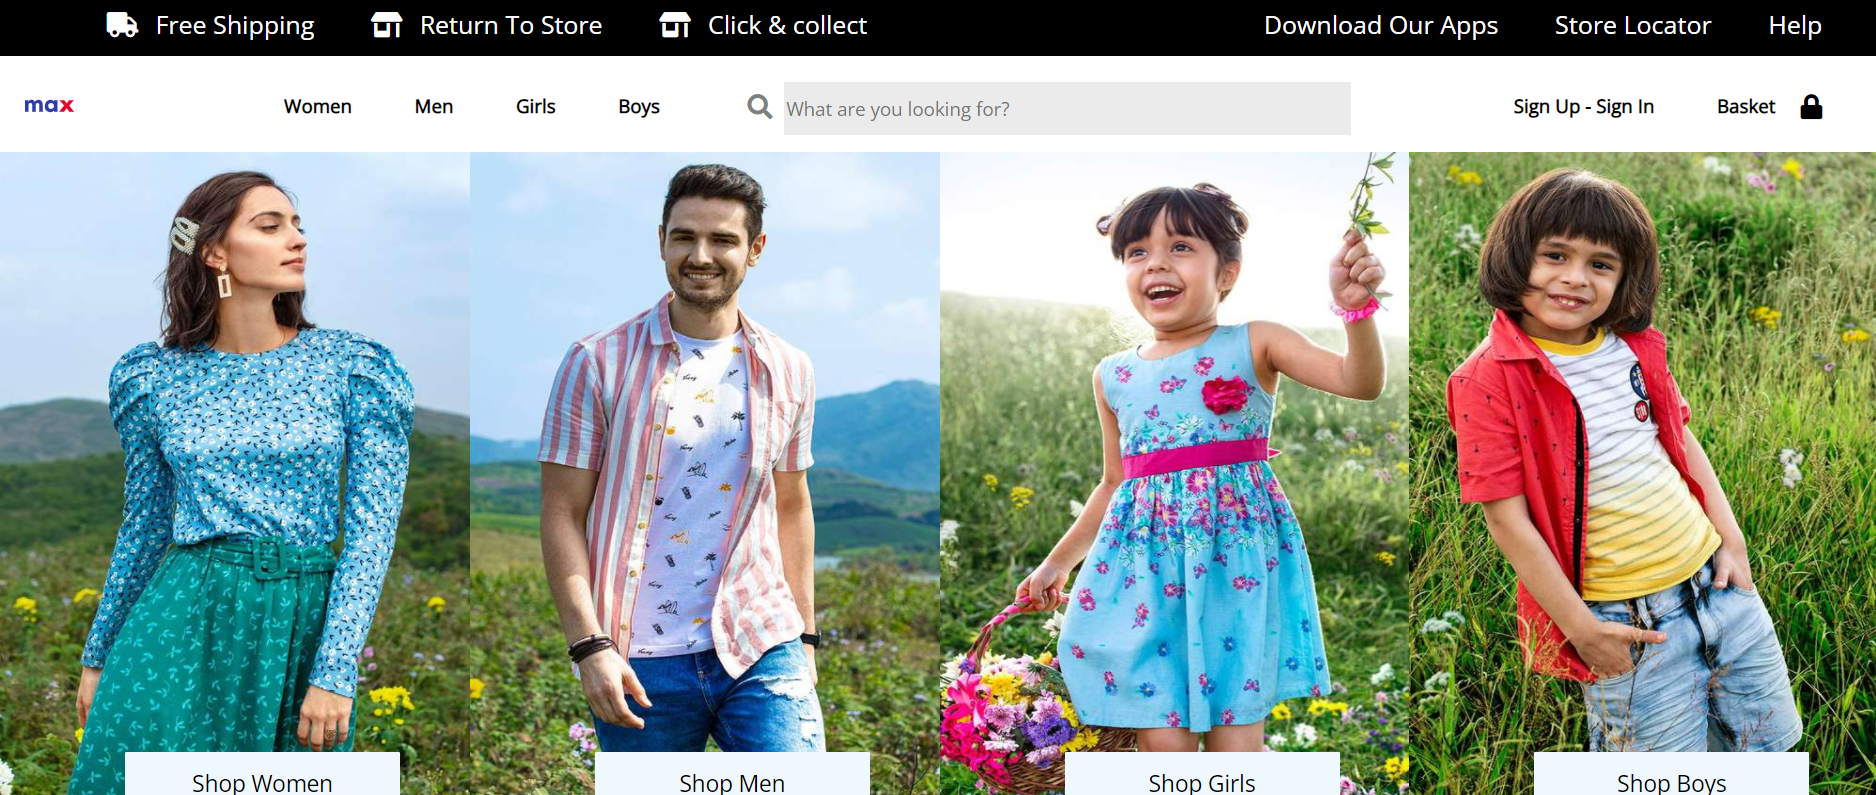 Free Shipping Return To Store Click & collect Download Our Apps Store Locator Help
max Women Men Girls Boys What are you looking for? Sign Up - Sign In Basket
Shop Women Shop Men Shop Girls Shop Boys